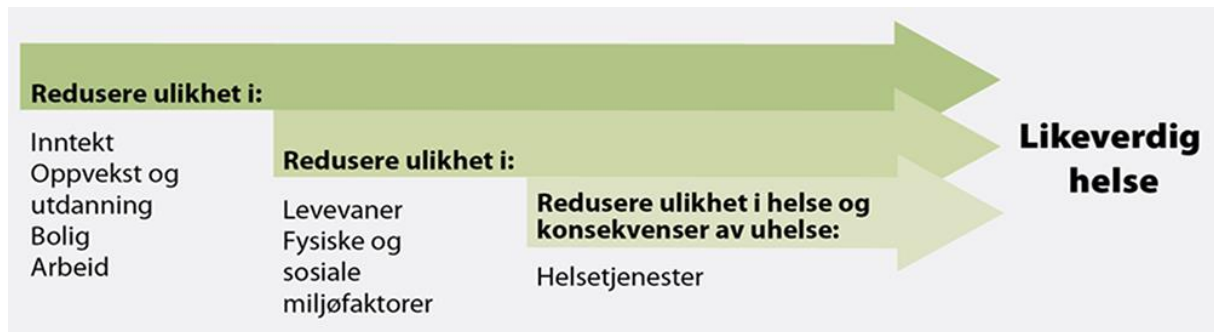 Redusere ulikhet i:
Inntekt
Oppvekst og
utdanning
Bolig
Arbeid
Redusere ulikhet i:
Levevaner
Fysiske og
sosiale
miljøfaktorer
Redusere ulikhet i helse og
konsekvenser av uhelse:
Helsetjenester
Likeverdig
helse